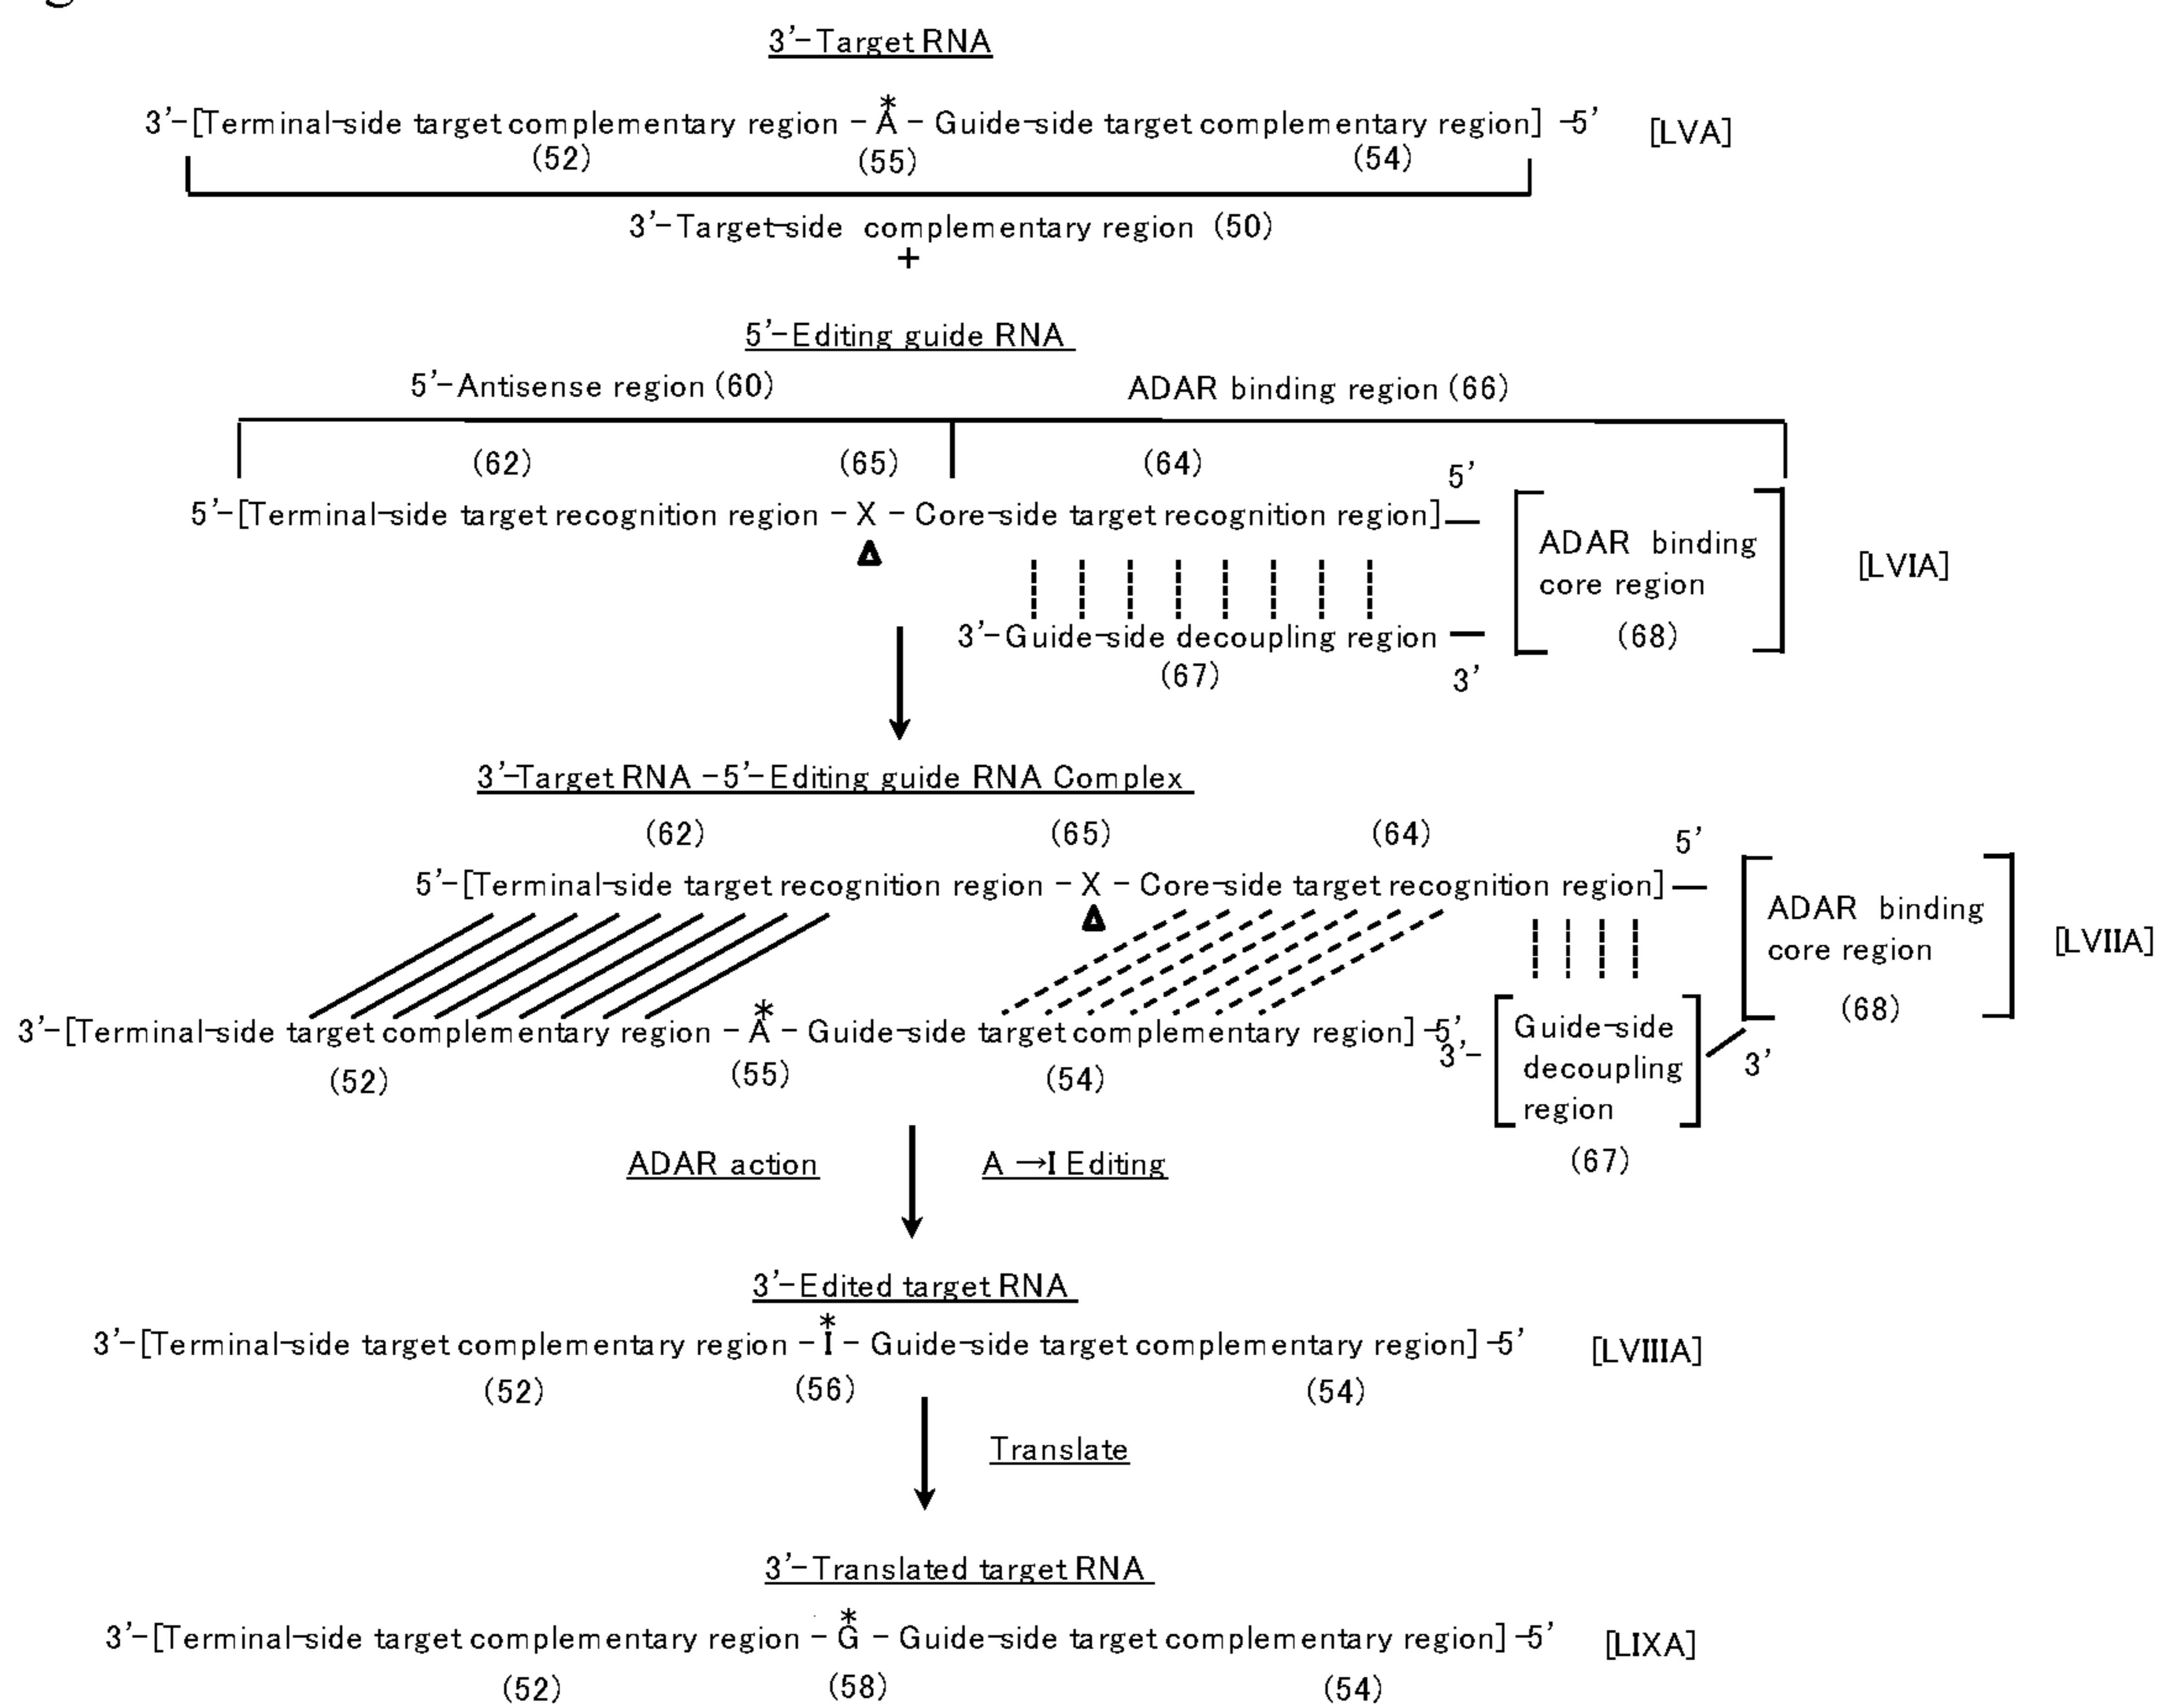 3’-Target RNA
*
3’-[Terminal-side target complementary region - A - Guide-side target complementary region] -5’ [LVA]
(52) (55) (54)
3’-Target-side complementary region (50)
+
5’-Editing guide RNA
5’-Antisense region (60) ADAR binding region (66)
(62) (65) (64) 5’
5’-[Terminal-side target recognition region - X - Core-side target recognition region]—
Δ
ADAR binding
core region
(68)
[LVIA]
3’-Guide-side decoupling region —
(67) 3’
3’-Target RNA -5’-Editing guide RNA Complex
(62) (65) (64) 5’
5’-[Terminal-side target recognition region - X - Core-side target recognition region]—
Δ
ADAR binding
core region
(68)
[LVIIA]
*
3’-[Terminal-side target complementary region - A - Guide-side target complementary region] -5’
(52) (55) (54)
3’-
Guide-side
decoupling
region
3’
(67)
ADAR action A →I Editing
3’-Edited target RNA
*
3’-[Terminal-side target complementary region - I - Guide-side target complementary region] -5’ [LVIIIA]
(52) (56) (54)
Translate
3’-Translated target RNA
*
3’-[Terminal-side target complementary region - G - Guide-side target complementary region] -5’ [LIXA]
(52) (58) (54)